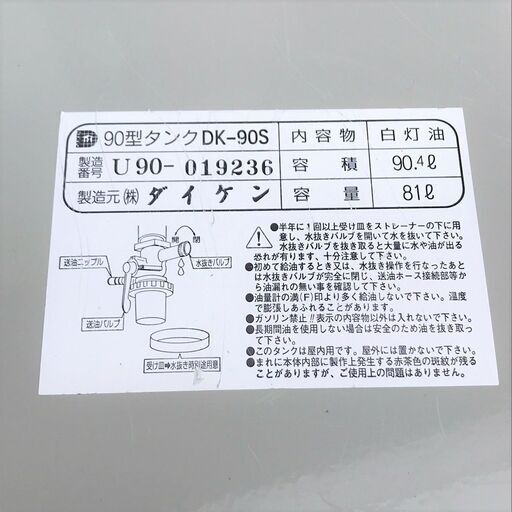 90型タンク DK-90S 内容物 白灯油
製造番号 U90-019236 容積 90.4ℓ
製造元 ㈱ ダイケン 容量 81ℓ
開 閉
送油ニップル
水抜きバルブ
送油バルブ
受け皿➡水抜き時別途用意
●半年に1回以上受け皿をストレーナーの下に用
意し、水抜きバルブを開いて水を抜いて下さい。
水抜きバルブを抜き取ると大量に水や油が出る
恐れが有ります、十分注意して下さい。
●初めて給油するとき又は、水抜き操作を行なったあと
は水抜きバルブが完全に閉じ、送油ホース接続部等か
ら油漏れの無い事を確認して下さい。
●油量計の満(F)印より多く給油しないで下さい。温度
で膨張しあふれることがあります。
●ガソリン禁止!!表示の内容物以外は入れないで下さい。
●長期間油を使用しない場合は安全のため油を抜き取っ
て下さい。
●このタンクは屋内用です。屋外には置かないで下さい。
●まれに本体内部に製作上発生する赤茶色の斑紋が残る
ことがありますが、ご使用上の問題はありません。